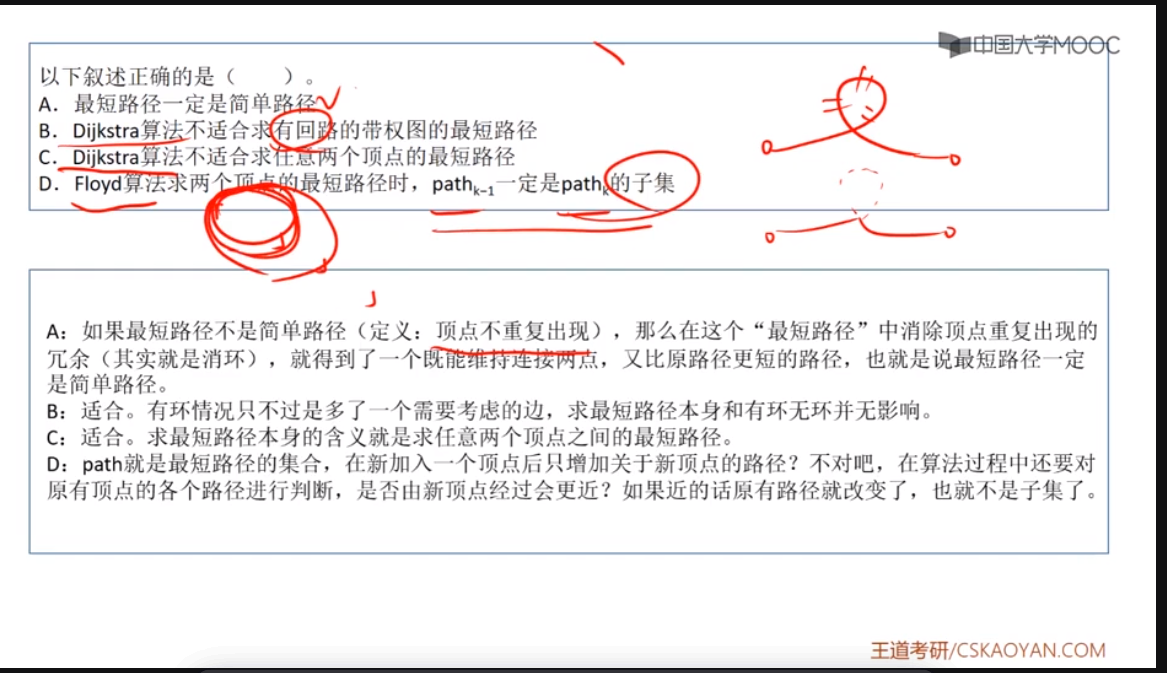 中国大学MOOC
以下叙述正确的是（  ）。
A．最短路径一定是简单路径
B．Dijkstra算法不适合求有回路的带权图的最短路径
C．Dijkstra算法不适合求任意两个顶点的最短路径
D．Floyd算法求两个顶点的最短路径时，pathk−1一定是pathk的子集
A：如果最短路径不是简单路径（定义：顶点不重复出现），那么在这个“最短路径”中消除顶点重复出现的
冗余（其实就是消环），就得到了一个既能维持连接两点，又比原路径更短的路径，也就是说最短路径一定
是简单路径。
B：适合。有环情况只不过是多了一个需要考虑的边，求最短路径本身和有环无环并无影响。
C：适合。求最短路径本身的含义就是求任意两个顶点之间的最短路径。
D：path就是最短路径的集合，在新加入一个顶点后只增加关于新顶点的路径？不对吧，在算法过程中还要对
原有顶点的各个路径进行判断，是否由新顶点经过会更近？如果近的话原有路径就改变了，也就不是子集了。
王道考研/CSKAOYAN.COM